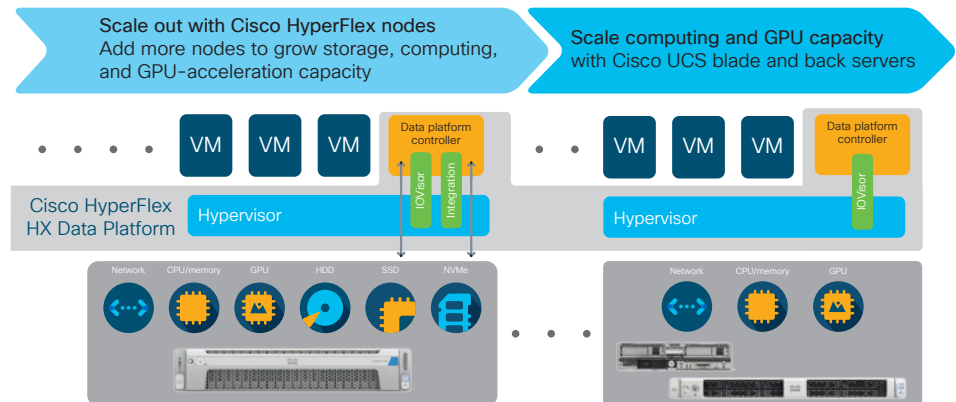 Scale out with Cisco HyperFlex nodes
Add more nodes to grow storage, computing,
and GPU-acceleration capacity
Scale computing and GPU capacity
with Cisco UCS blade and back servers
VM
VM
VM
Data platform
controller
IOVisor
Integration
VM
VM
VM
Data platform
controller
IOVisor
Cisco HyperFlex
HX Data Platform
Hypervisor
Hypervisor
Network
CPU/memory
GPU
HDD
SSD
NVMe
Network
CPU/memory
GPU